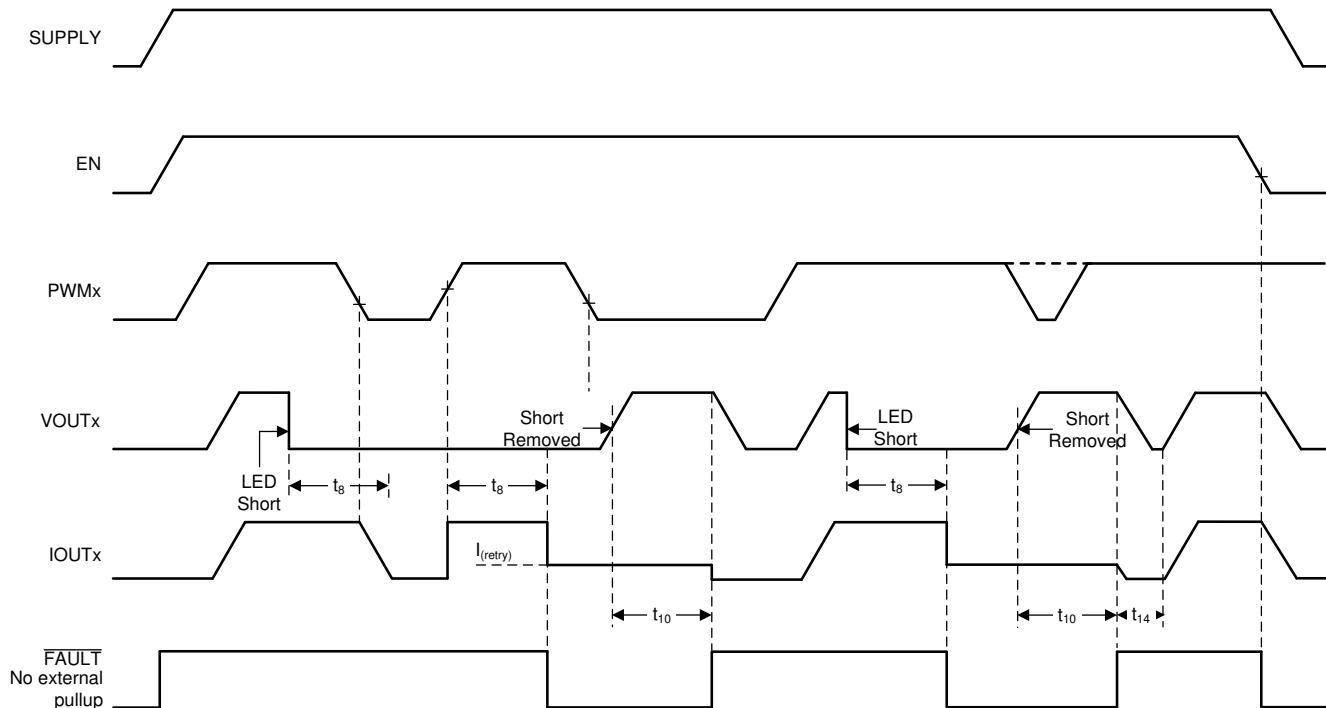 SUPPLY
EN
PWMx
VOUTx
LED
Short
t8
t8
Short
Removed
LED
Short
t8
Short
Removed
IOUTx
I(retry)
t10
t10
t14
FAULT
No external
pullup